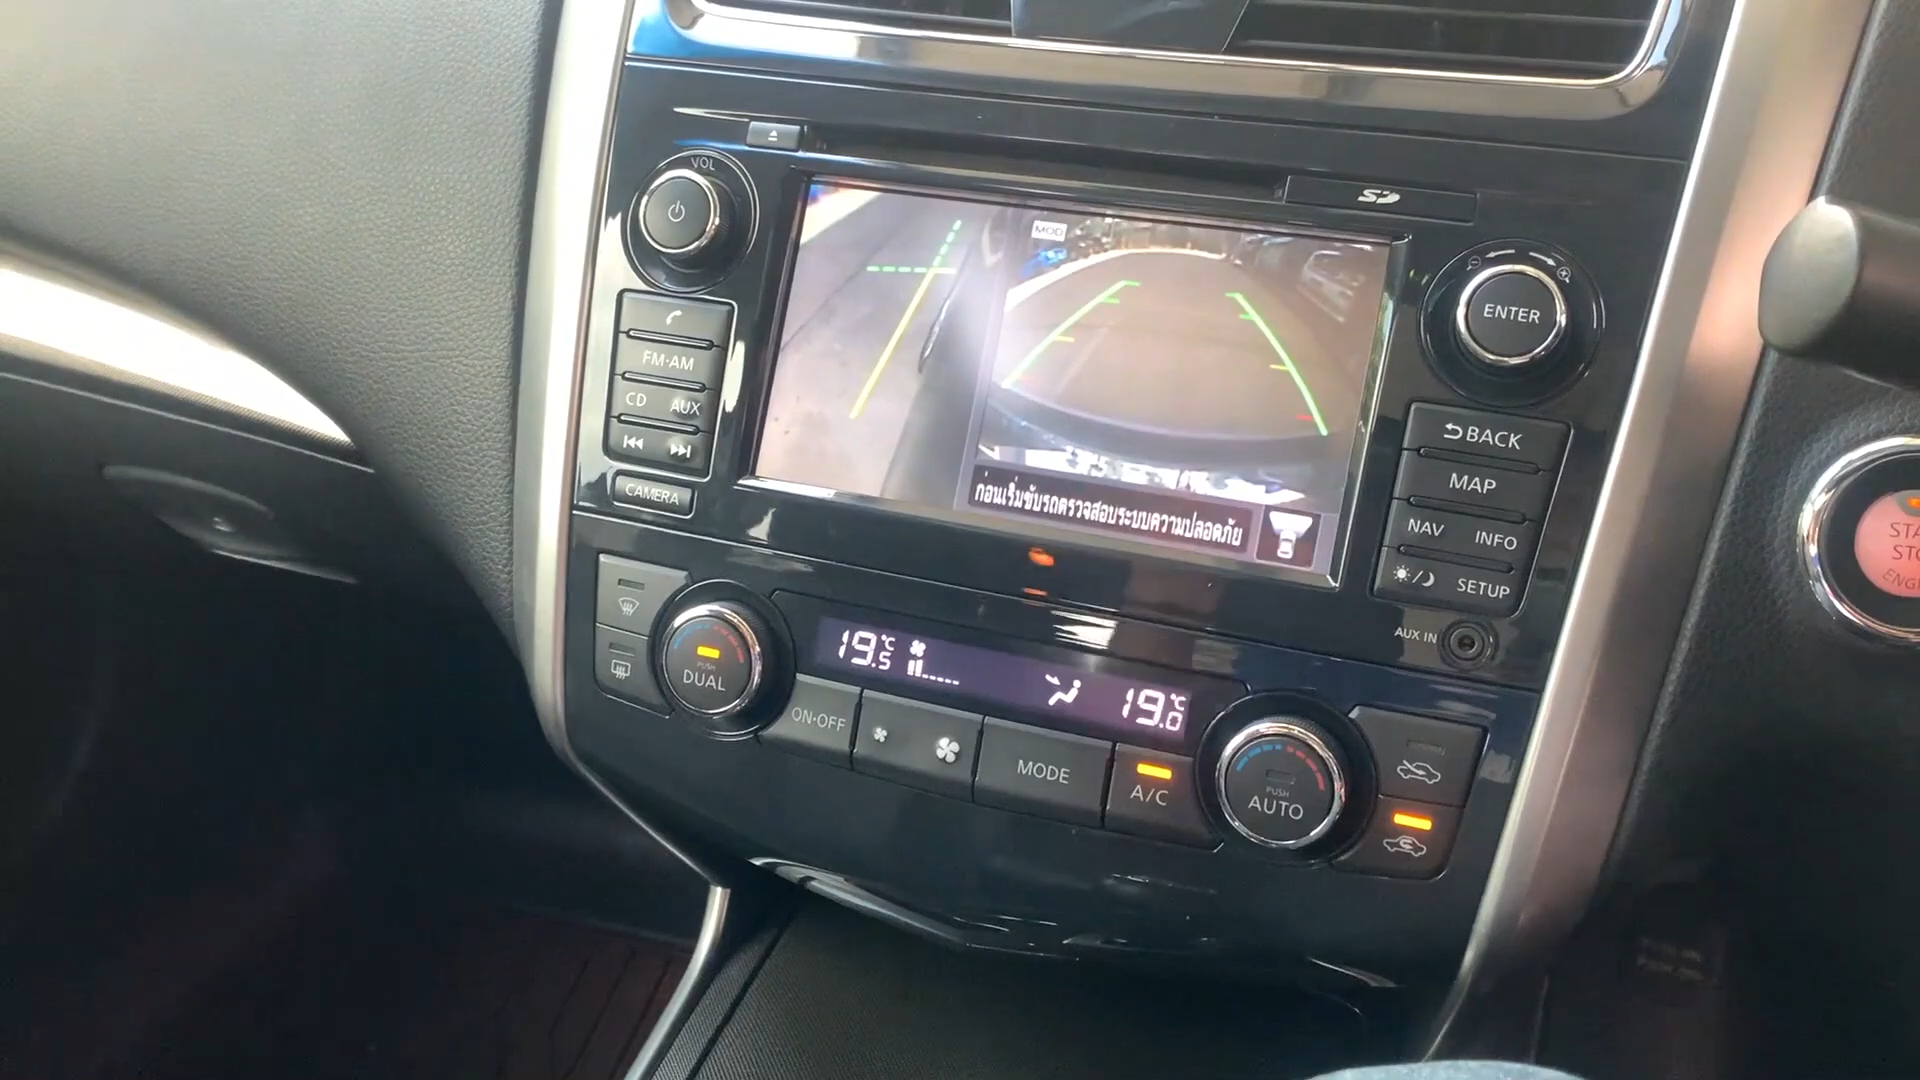 VOL
SD
MOD
FM·AM
CD AUX
CAMERA
ENTER
BACK
MAP
NAV INFO
SETUP
AUX IN
ก่อนเริ่มขับรถตรวจสอบระบบความปลอดภัย
PUSH
DUAL
19.5 °C
19.0 °C
ON·OFF
MODE
A/C
PUSH
AUTO